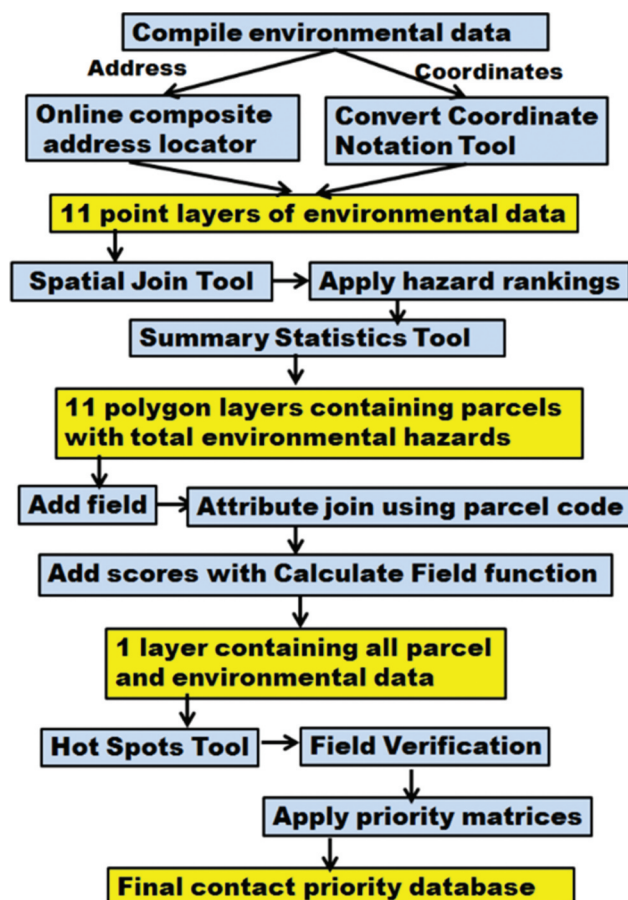 Compile environmental data
Address
Coordinates
Online composite
address locator
Convert Coordinate
Notation Tool
11 point layers of environmental data
Spatial Join Tool
Apply hazard rankings
Summary Statistics Tool
11 polygon layers containing parcels
with total environmental hazards
Add field
Attribute join using parcel code
Add scores with Calculate Field function
1 layer containing all parcel
and environmental data
Hot Spots Tool
Field Verification
Apply priority matrices
Final contact priority database